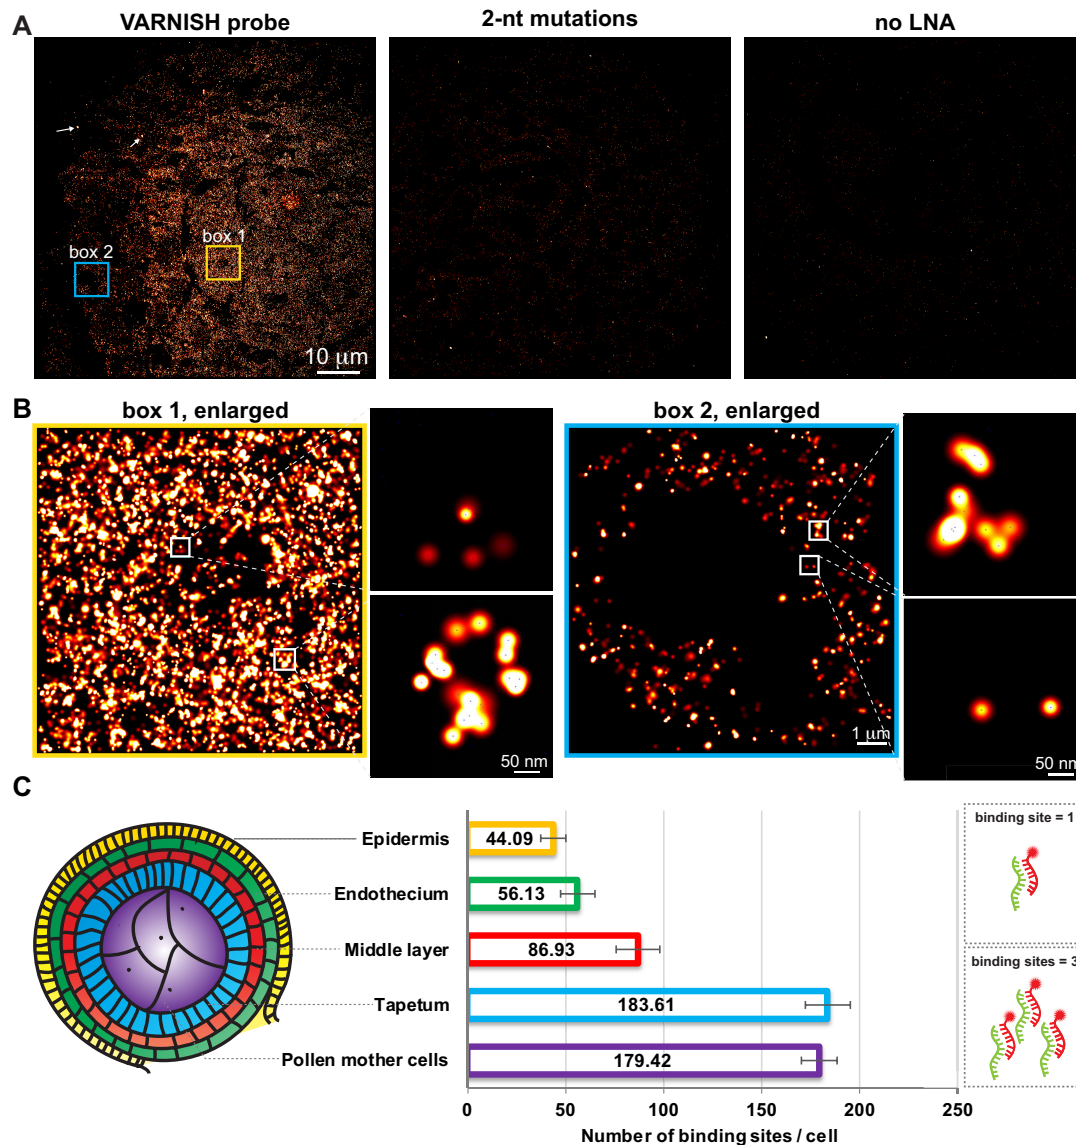 A
VARNISH probe
2-nt mutations
no LNA
box 1
box 2
10 μm
B
box 1, enlarged
box 2, enlarged
50 nm
1 μm
50 nm
C
Epidermis
44.09
Endothecium
56.13
Middle layer
86.93
Tapetum
183.61
Pollen mother cells
179.42
0
50
100
150
200
250
Number of binding sites / cell
binding site = 1
binding sites = 3